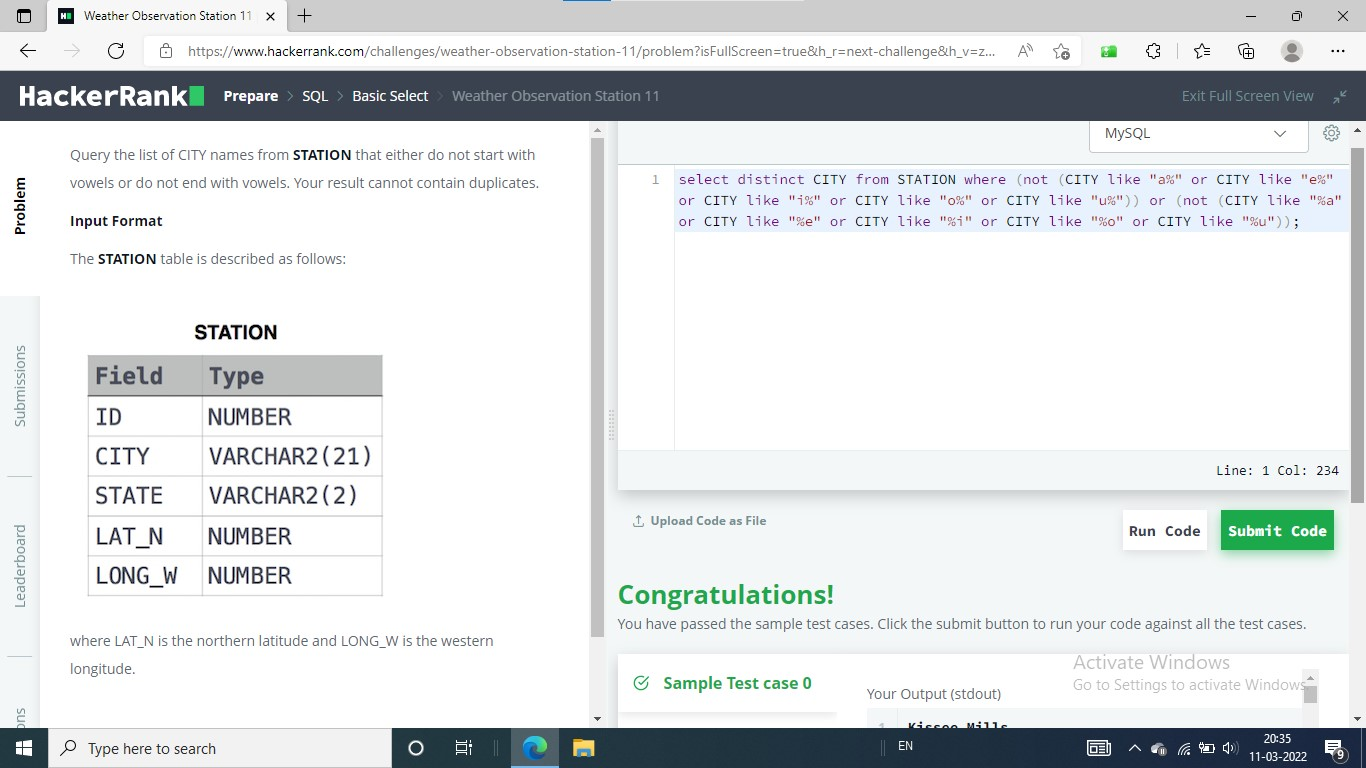 Weather Observation Station 11
https://www.hackerrank.com/challenges/weather-observation-station-11/problem?isFullScreen=true&h_r=next-challenge&h_v=z...
HackerRank
Prepare > SQL > Basic Select > Weather Observation Station 11
Exit Full Screen View
Problem
Submissions
Leaderboard
Query the list of CITY names from STATION that either do not start with
vowels or do not end with vowels. Your result cannot contain duplicates.
Input Format
The STATION table is described as follows:
STATION
Field Type
ID NUMBER
CITY VARCHAR2(21)
STATE VARCHAR2(2)
LAT_N NUMBER
LONG_W NUMBER
where LAT_N is the northern latitude and LONG_W is the western
longitude.
MySQL
1 select distinct CITY from STATION where (not (CITY like "a%" or CITY like "e%"
or CITY like "i%" or CITY like "o%" or CITY like "u%")) or (not (CITY like "%a"
or CITY like "%e" or CITY like "%i" or CITY like "%o" or CITY like "%u"));
Line: 1 Col: 234
Upload Code as File
Run Code
Submit Code
Congratulations!
You have passed the sample test cases. Click the submit button to run your code against all the test cases.
Sample Test case 0
Your Output (stdout)
1 Kissee Mills
Activate Windows
Go to Settings to activate Windows
Type here to search
EN
20:35
11-03-2022
9